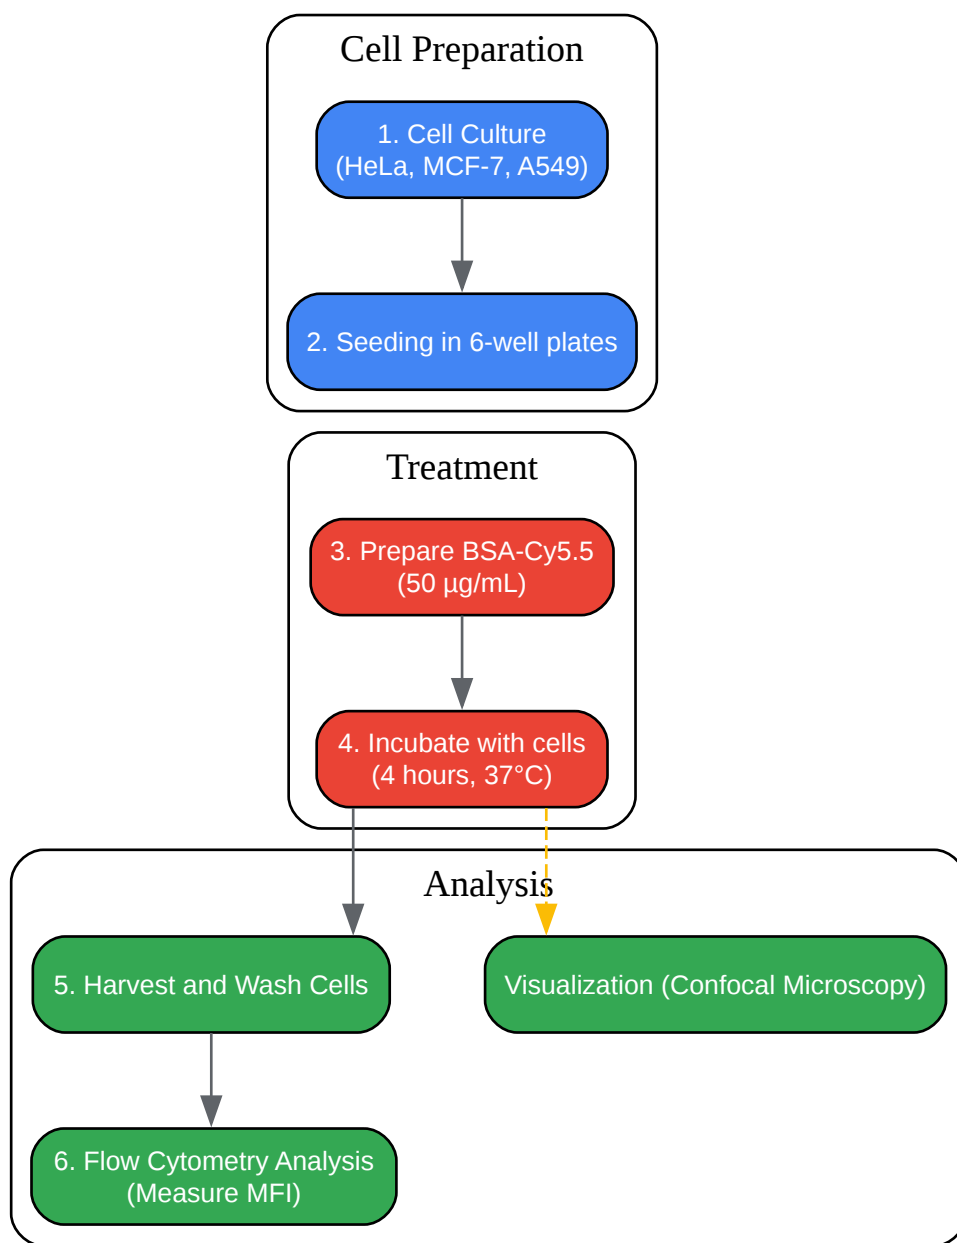 Cell Preparation
1. Cell Culture
(HeLa, MCF-7, A549)
2. Seeding in 6-well plates
Treatment
3. Prepare BSA-Cy5.5
(50 µg/mL)
4. Incubate with cells
(4 hours, 37°C)
Analysis
5. Harvest and Wash Cells
Visualization (Confocal Microscopy)
6. Flow Cytometry Analysis
(Measure MFI)